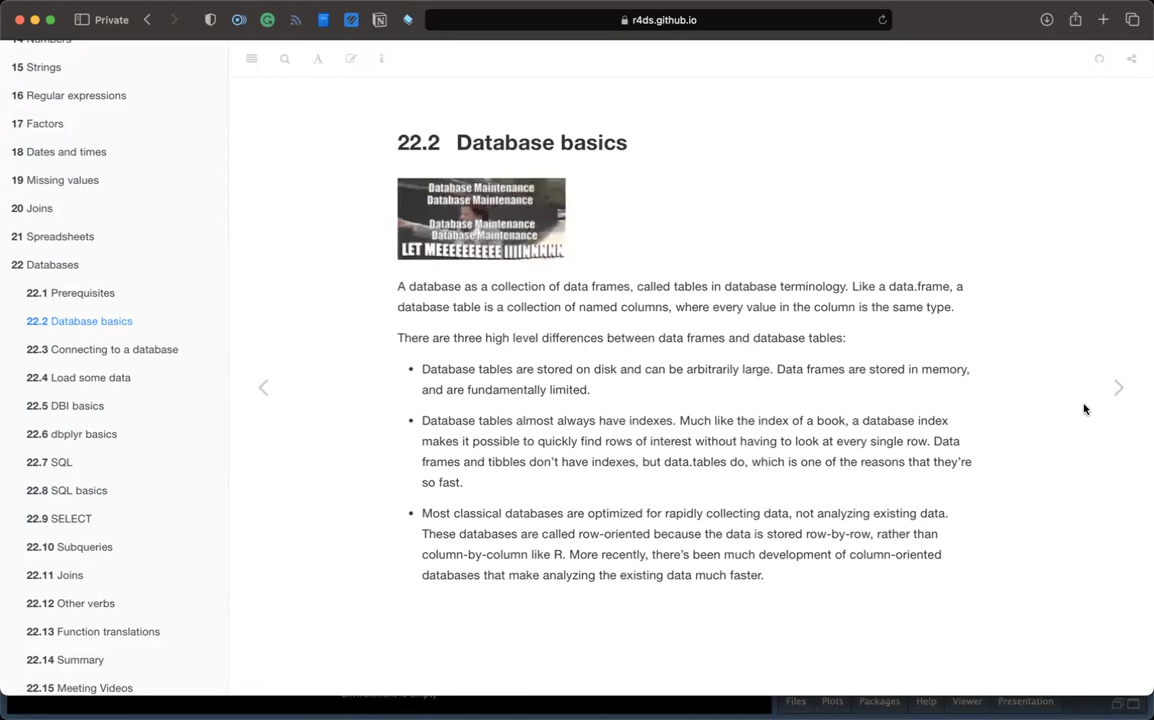 Private
r4ds.github.io
14 Numbers
15 Strings
16 Regular expressions
17 Factors
18 Dates and times
19 Missing values
20 Joins
21 Spreadsheets
22 Databases
22.1 Prerequisites
22.2 Database basics
22.3 Connecting to a database
22.4 Load some data
22.5 DBI basics
22.6 dbplyr basics
22.7 SQL
22.8 SQL basics
22.9 SELECT
22.10 Subqueries
22.11 Joins
22.12 Other verbs
22.13 Function translations
22.14 Summary
22.15 Meeting Videos
22.2 Database basics
Database Maintenance
Database Maintenance
Database Maintenance
Database Maintenance
LET MEEEEEEEEE IIIINNNNN
A database as a collection of data frames, called tables in database terminology. Like a data.frame, a
database table is a collection of named columns, where every value in the column is the same type.
There are three high level differences between data frames and database tables:
• Database tables are stored on disk and can be arbitrarily large. Data frames are stored in memory,
and are fundamentally limited.
• Database tables almost always have indexes. Much like the index of a book, a database index
makes it possible to quickly find rows of interest without having to look at every single row. Data
frames and tibbles don't have indexes, but data.tables do, which is one of the reasons that they're
so fast.
• Most classical databases are optimized for rapidly collecting data, not analyzing existing data.
These databases are called row-oriented because the data is stored row-by-row, rather than
column-by-column like R. More recently, there's been much development of column-oriented
databases that make analyzing the existing data much faster.
Files Plots Packages Help Viewer Presentation